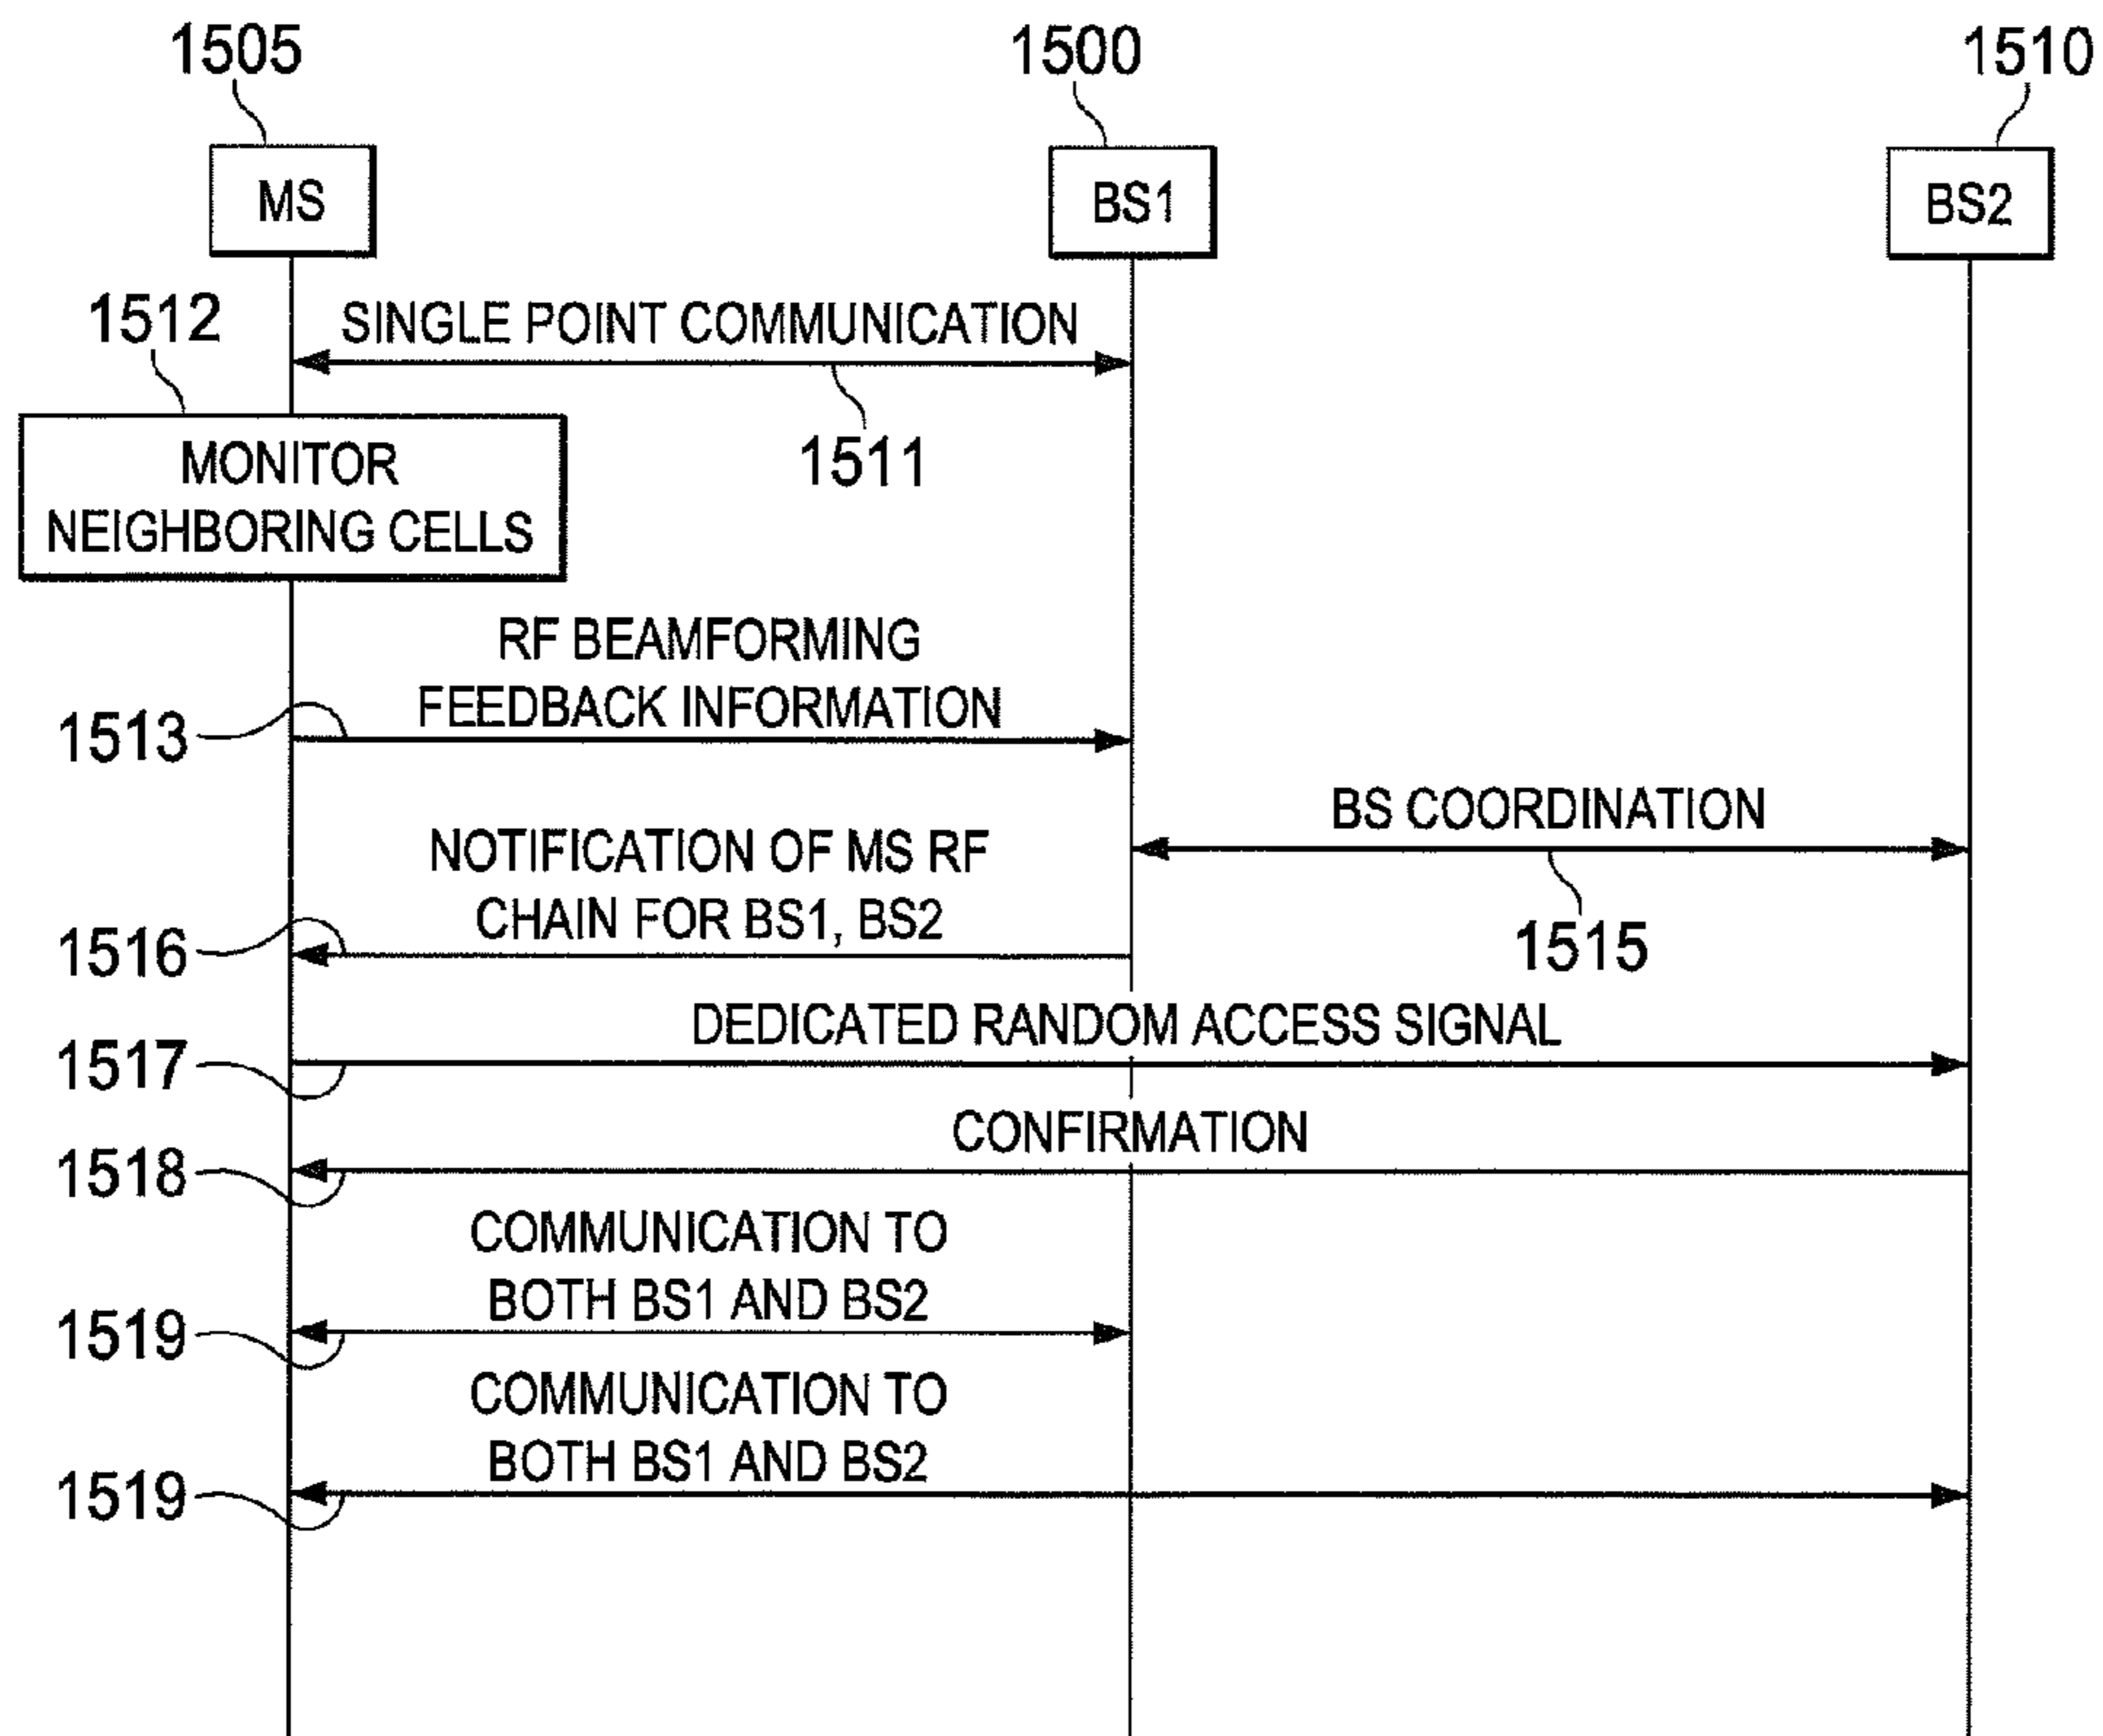 1505
1500
1510
MS
BS1
BS2
1512
SINGLE POINT COMMUNICATION
1511
MONITOR
NEIGHBORING CELLS
RF BEAMFORMING
FEEDBACK INFORMATION
1513
BS COORDINATION
1515
NOTIFICATION OF MS RF
CHAIN FOR BS1, BS2
1516
DEDICATED RANDOM ACCESS SIGNAL
1517
CONFIRMATION
1518
COMMUNICATION TO
BOTH BS1 AND BS2
1519
COMMUNICATION TO
BOTH BS1 AND BS2
1519